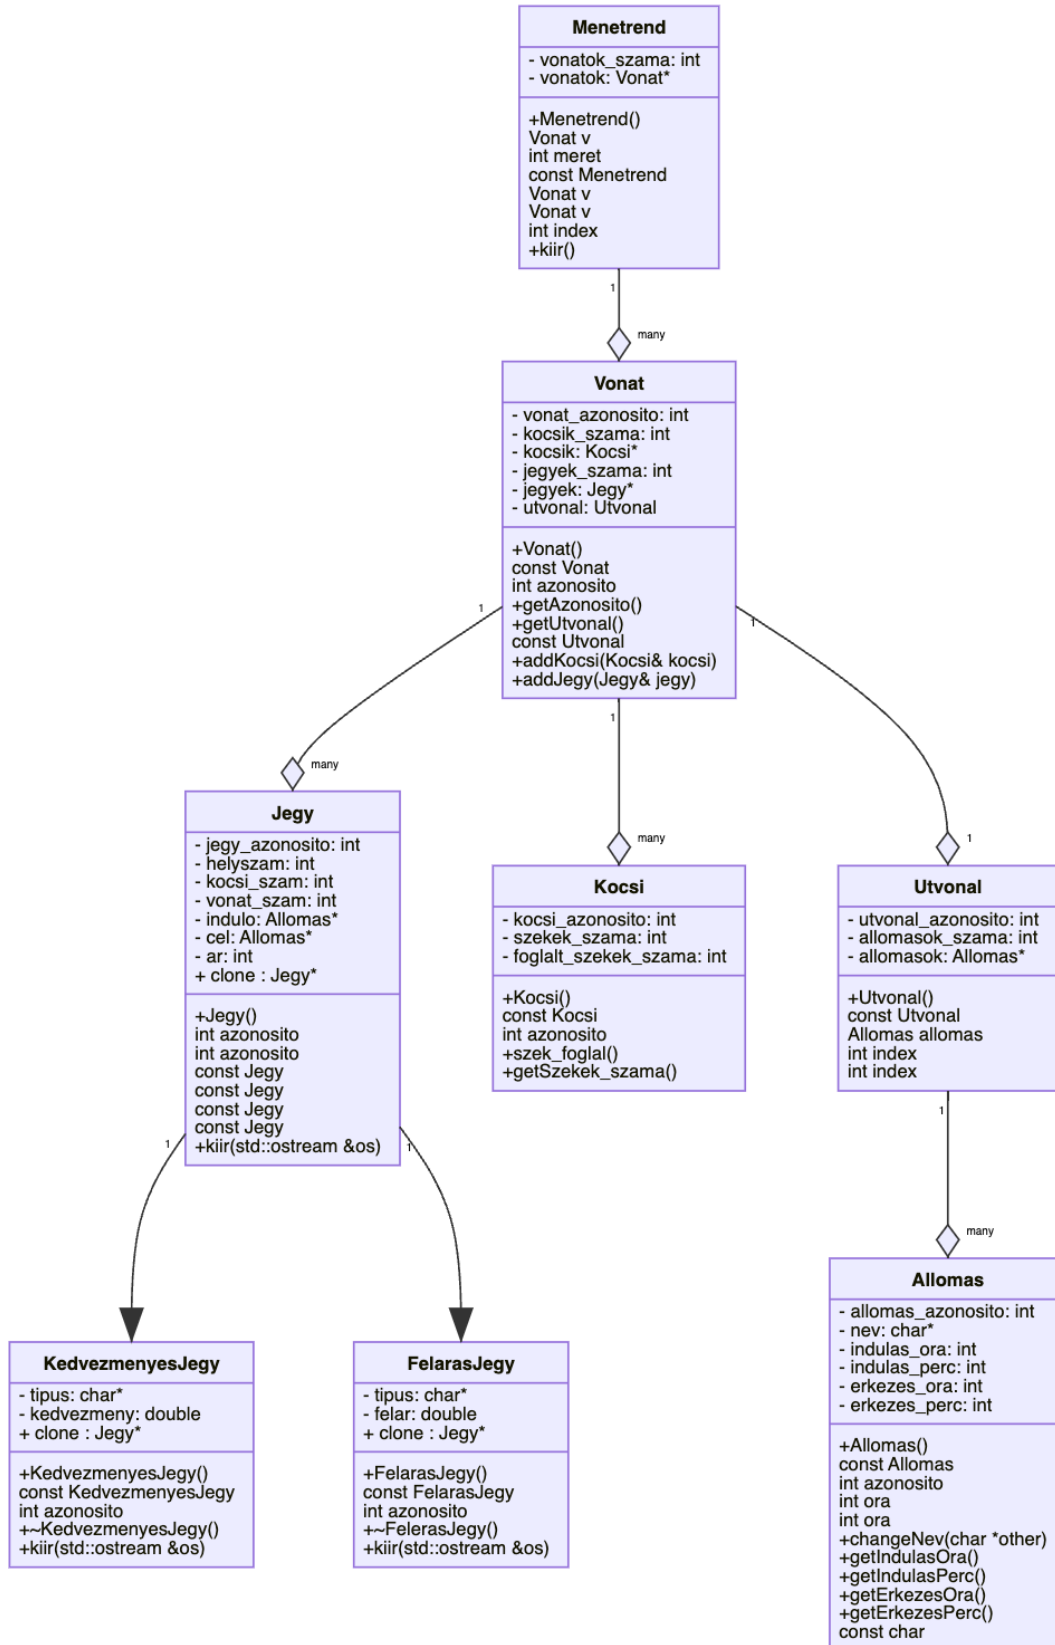 Menetrend
- vonatok_szama: int
- vonatok: Vonat*
+Menetrend()
Vonat v
int meret
const Menetrend
Vonat v
Vonat v
int index
+kiir()
1
many
Vonat
- vonat_azonosito: int
- kocsik_szama: int
- kocsik: Kocsi*
- jegyek_szama: int
- jegyek: Jegy*
- utvonal: Utvonal
+Vonat()
const Vonat
int azonosito
+getAzonosito()
+getUtvonal()
const Utvonal
+addKocsi(Kocsi& kocsi)
+addJegy(Jegy& jegy)
1
1
1
many
many
1
Jegy
- jegy_azonosito: int
- helyszam: int
- kocsi_szam: int
- vonat_szam: int
- indulo: Allomas*
- cel: Allomas*
- ar: int
+ clone : Jegy*
+Jegy()
int azonosito
int azonosito
const Jegy
const Jegy
const Jegy
const Jegy
+kiir(std::ostream &os)
Kocsi
- kocsi_azonosito: int
- szekek_szama: int
- foglalt_szekek_szama: int
+Kocsi()
const Kocsi
int azonosito
+szek_foglal()
+getSzekek_szama()
Utvonal
- utvonal_azonosito: int
- allomasok_szama: int
- allomasok: Allomas*
+Utvonal()
const Utvonal
Allomas allomas
int index
int index
1
1
1
many
KedvezmenyesJegy
- tipus: char*
- kedvezmeny: double
+ clone : Jegy*
+KedvezmenyesJegy()
const KedvezmenyesJegy
int azonosito
+~KedvezmenyesJegy()
+kiir(std::ostream &os)
FelarasJegy
- tipus: char*
- felar: double
+ clone : Jegy*
+FelarasJegy()
const FelarasJegy
int azonosito
+~FelerasJegy()
+kiir(std::ostream &os)
Allomas
- allomas_azonosito: int
- nev: char*
- indulas_ora: int
- indulas_perc: int
- erkezes_ora: int
- erkezes_perc: int
+Allomas()
const Allomas
int azonosito
int ora
int ora
+changeNev(char *other)
+getIndulasOra()
+getIndulasPerc()
+getErkezesOra()
+getErkezesPerc()
const char